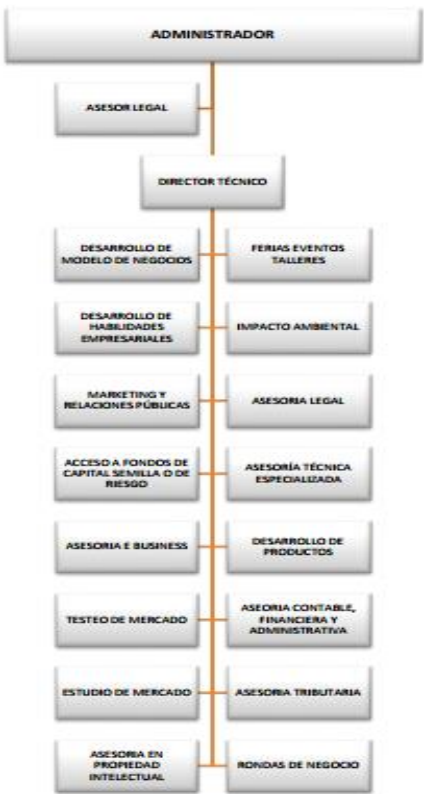 ADMINISTRADOR
ASESOR LEGAL
DIRECTOR TÉCNICO
DESARROLLO DE
MODELO DE NEGOCIOS
FERIAS EVENTOS
TALLERES
DESARROLLO DE
HABILIDADES
EMPRESARIALES
IMPACTO AMBIENTAL
MARKETING Y
RELACIONES PÚBLICAS
ASESORIA LEGAL
ACCESO A FONDOS DE
CAPITAL SEMILLA O DE
RIESGO
ASESORÍA TÉCNICA
ESPECIALIZADA
ASESORIA E BUSINESS
DESARROLLO DE
PRODUCTOS
TESTEO DE MERCADO
ASEORIA CONTABLE,
FINANCIERA Y
ADMINISTRATIVA
ESTUDIO DE MERCADO
ASESORIA TRIBUTARIA
ASESORIA EN
PROPIEDAD
INTELECTUAL
RONDAS DE NEGOCIO